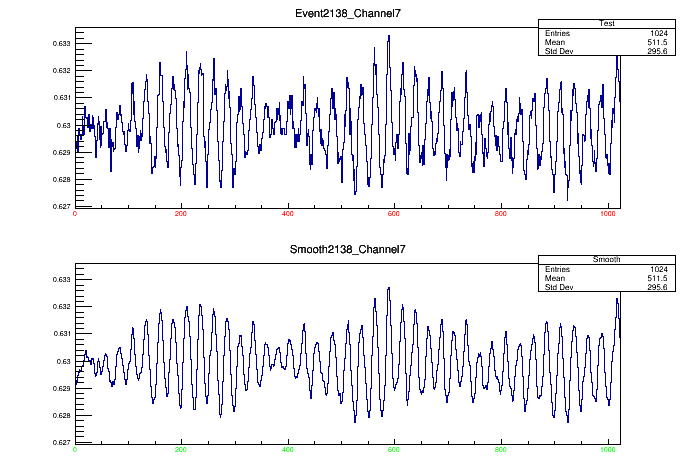 Event2138_Channel7
Test
Entries 1024
Mean 511.5
Std Dev 295.6
0.633
0.632
0.631
0.63
0.629
0.628
0.627
0 200 400 600 800 1000
Smooth2138_Channel7
Smooth
Entries 1024
Mean 511.5
Std Dev 295.6
0.633
0.632
0.631
0.63
0.629
0.628
0.627
0 200 400 600 800 1000